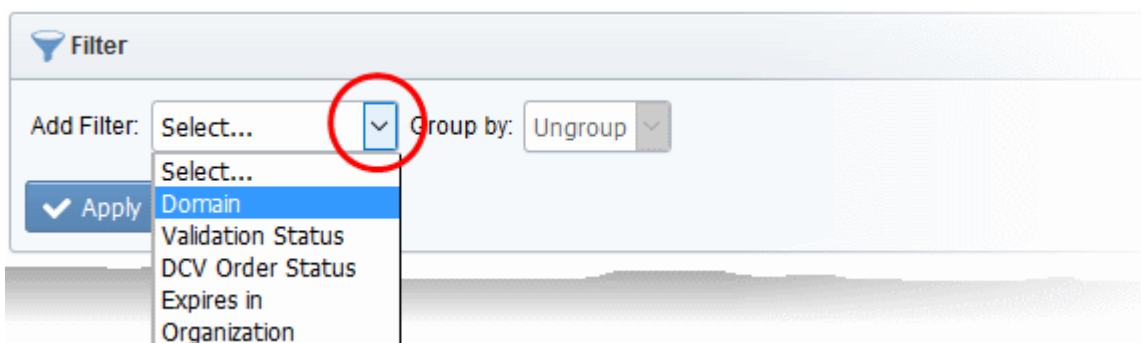 Filter
Add Filter: Select... Group by: Ungroup
Select...
Apply Domain
Validation Status
DCV Order Status
Expires in
Organization